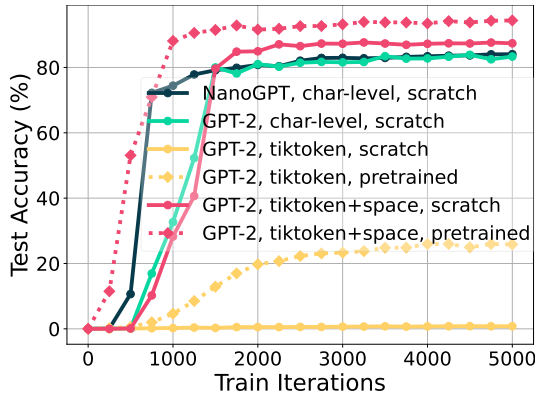 Test Accuracy (%)
80
60
40
20
0
NanoGPT, char-level, scratch
GPT-2, char-level, scratch
GPT-2, tiktoken, scratch
GPT-2, tiktoken, pretrained
GPT-2, tiktoken+space, scratch
GPT-2, tiktoken+space, pretrained
0 1000 2000 3000 4000 5000
Train Iterations